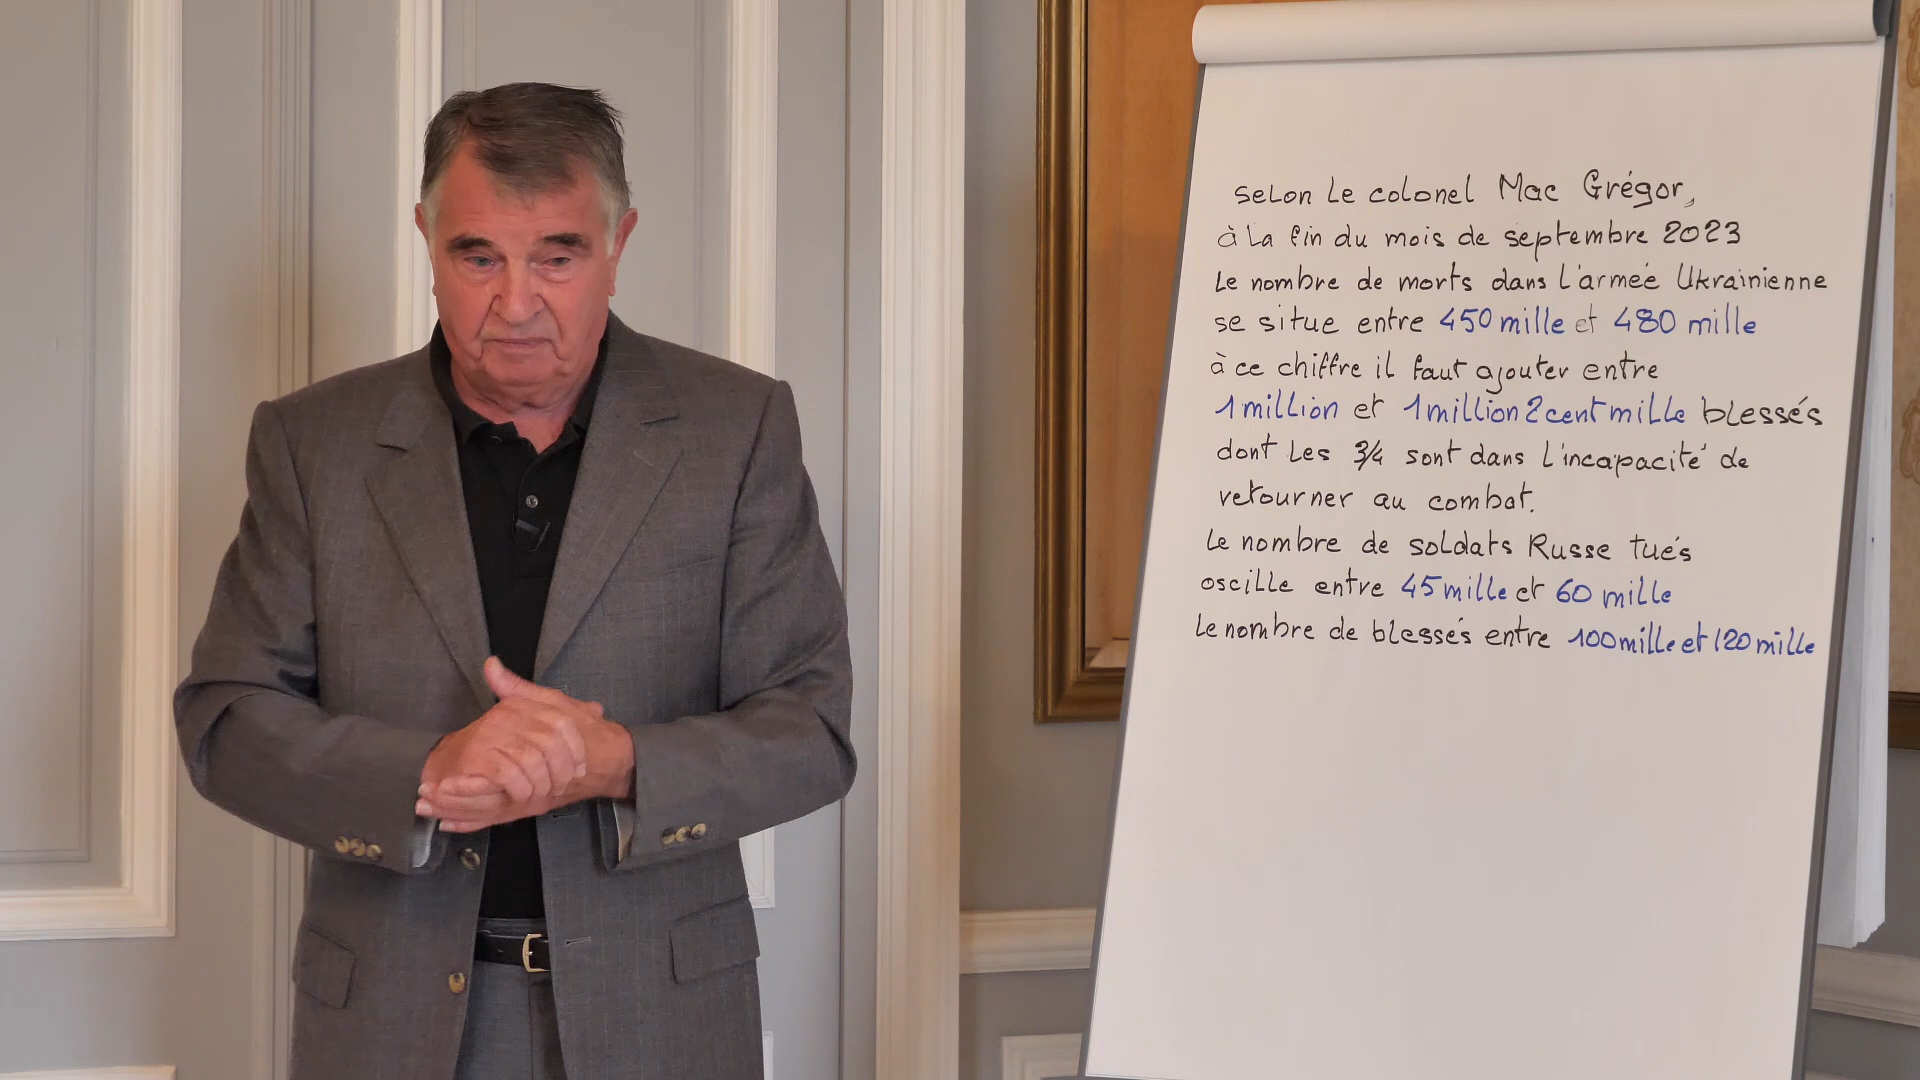 selon le colonel Mac Grégor,
à la fin du mois de septembre 2023
le nombre de morts dans l'armeé Ukrainienne
se situe entre 450 mille et 480 mille
à ce chiffre il faut ajouter entre
1 million et 1 million 2 cent mille blessés
dont les 3/4 sont dans l'incapacité de
retourner au combat.
le nombre de soldats Russe tués
oscille entre 45 mille et 60 mille
le nombre de blessés entre 100 mille et 120 mille